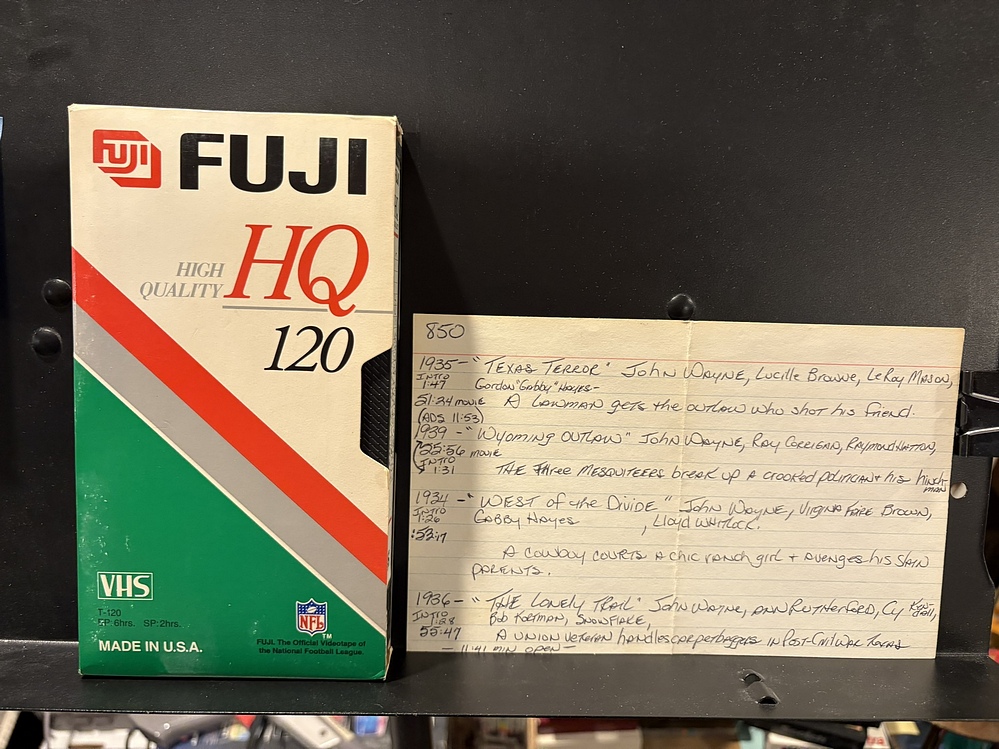 FUJI
FUJI
HIGH
QUALITY
HQ
120
VHS
T-120
EP:6hrs. SP:2hrs.
MADE IN U.S.A.
NFL
TM
FUJI. The Official Videotape of
the National Football League.
850
1935 - "TEXAS TERROR" JOHN WAYNE, Lucille BROWNE, LeRoy MASON,
INTRO
1:47 Gordon "Gabby" HAYES -
51:24 movie A LAWMAN gets the outlaw who shot his friend.
(ADS 11:53)
1939 - "WYOMING OUTLAW" JOHN WAYNE, RAY CORRIGAN, RAYMOND HATTON,
55:56 movie
INTRO
1:31 THE three MESQUITEERS break up A crooked politician + his hinch
man
1934 - "WEST of the DIVIDE" JOHN WAYNE, VIRGINIA FAIRE BROWN,
INTRO
1:26 GABBY HAYES, LLOYD WHITLOCK.
:53:17
A COWBOY COURTS A chic ranch girl + avenges his slain
PARENTS.
1936 - "THE LONELY TRAIL" JOHN WAYNE, ANN RUTHERFORD, Cy
INTRO
1:28 Bob KORTMAN, SNOWFLAKE,
55:47 A UNION veteran handles carpetbaggers in Post-Civil War Texas
- 11:41 MIN OPEN -